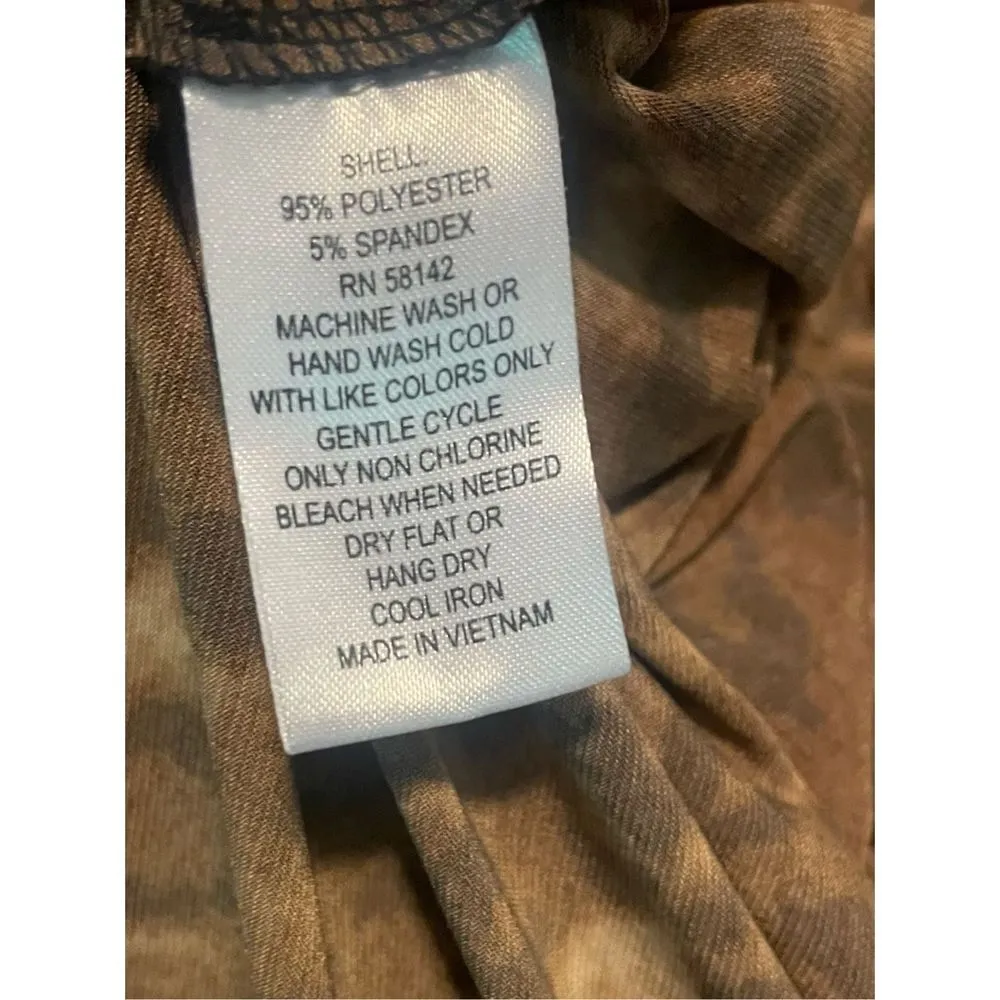 SHELL:
95% POLYESTER
5% SPANDEX
RN 58142
MACHINE WASH OR
HAND WASH COLD
WITH LIKE COLORS ONLY
GENTLE CYCLE
ONLY NON CHLORINE
BLEACH WHEN NEEDED
DRY FLAT OR
HANG DRY
COOL IRON
MADE IN VIETNAM